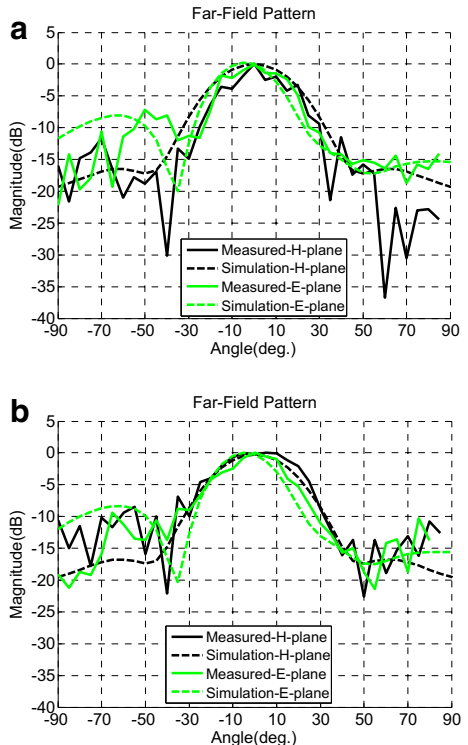 a
Far-Field Pattern
5
0
-5
-10
-15
-20
-25
-30
-35
-40
Magnitude(dB)
Measured-H-plane
Simulation-H-plane
Measured-E-plane
Simulation-E-plane
-90 -70 -50 -30 -10 10 30 50 70 90
Angle(deg.)
b
Far-Field Pattern
5
0
-5
-10
-15
-20
-25
-30
-35
-40
Magnitude(dB)
Measured-H-plane
Simulation-H-plane
Measured-E-plane
Simulation-E-plane
-90 -70 -50 -30 -10 10 30 50 70 90
Angle(deg.)